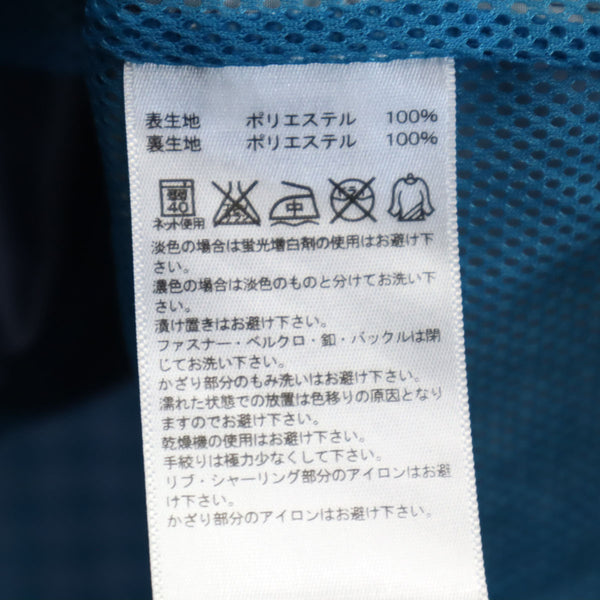 表生地 ポリエステル 100%
裏生地 ポリエステル 100%
40 中
ネット使用
淡色の場合は蛍光増白剤の使用はお避け下
さい。
濃色の場合は淡色のものと分けてお洗い下
さい。
漬け置きはお避け下さい。
ファスナー・ベルクロ・釦・バックルは閉
じてお洗い下さい。
かざり部分のもみ洗いはお避け下さい。
濡れた状態での放置は色移りの原因となり
ますのでお避け下さい。
乾燥機の使用はお避け下さい。
手絞りは極力少なくして下さい。
リブ・シャーリング部分のアイロンはお避
け下さい。
かざり部分のアイロンはお避け下さい。